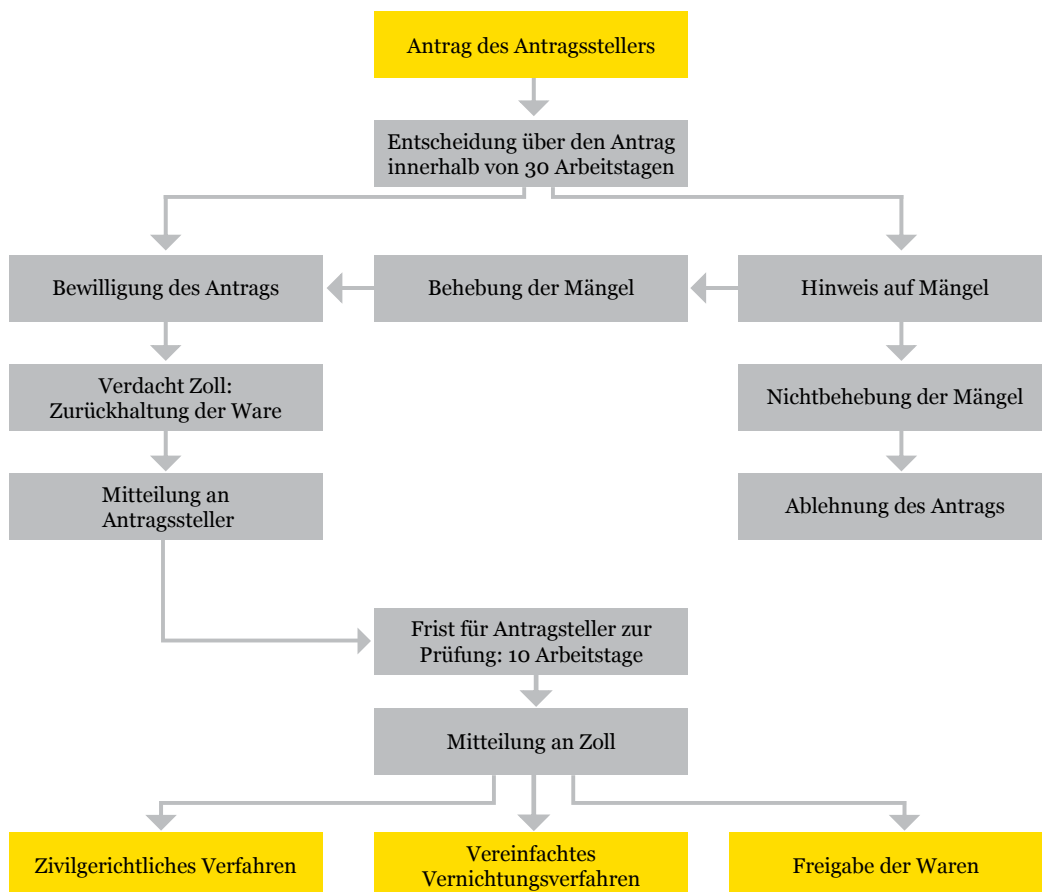 Antrag des Antragsstellers
Entscheidung über den Antrag
innerhalb von 30 Arbeitstagen
Bewilligung des Antrags
Behebung der Mängel
Hinweis auf Mängel
Verdacht Zoll:
Zurückhaltung der Ware
Nichtbehebung der Mängel
Mitteilung an
Antragssteller
Ablehnung des Antrags
Frist für Antragsteller zur
Prüfung: 10 Arbeitstage
Mitteilung an Zoll
Zivilgerichtliches Verfahren
Vereinfachtes
Vernichtungsverfahren
Freigabe der Waren